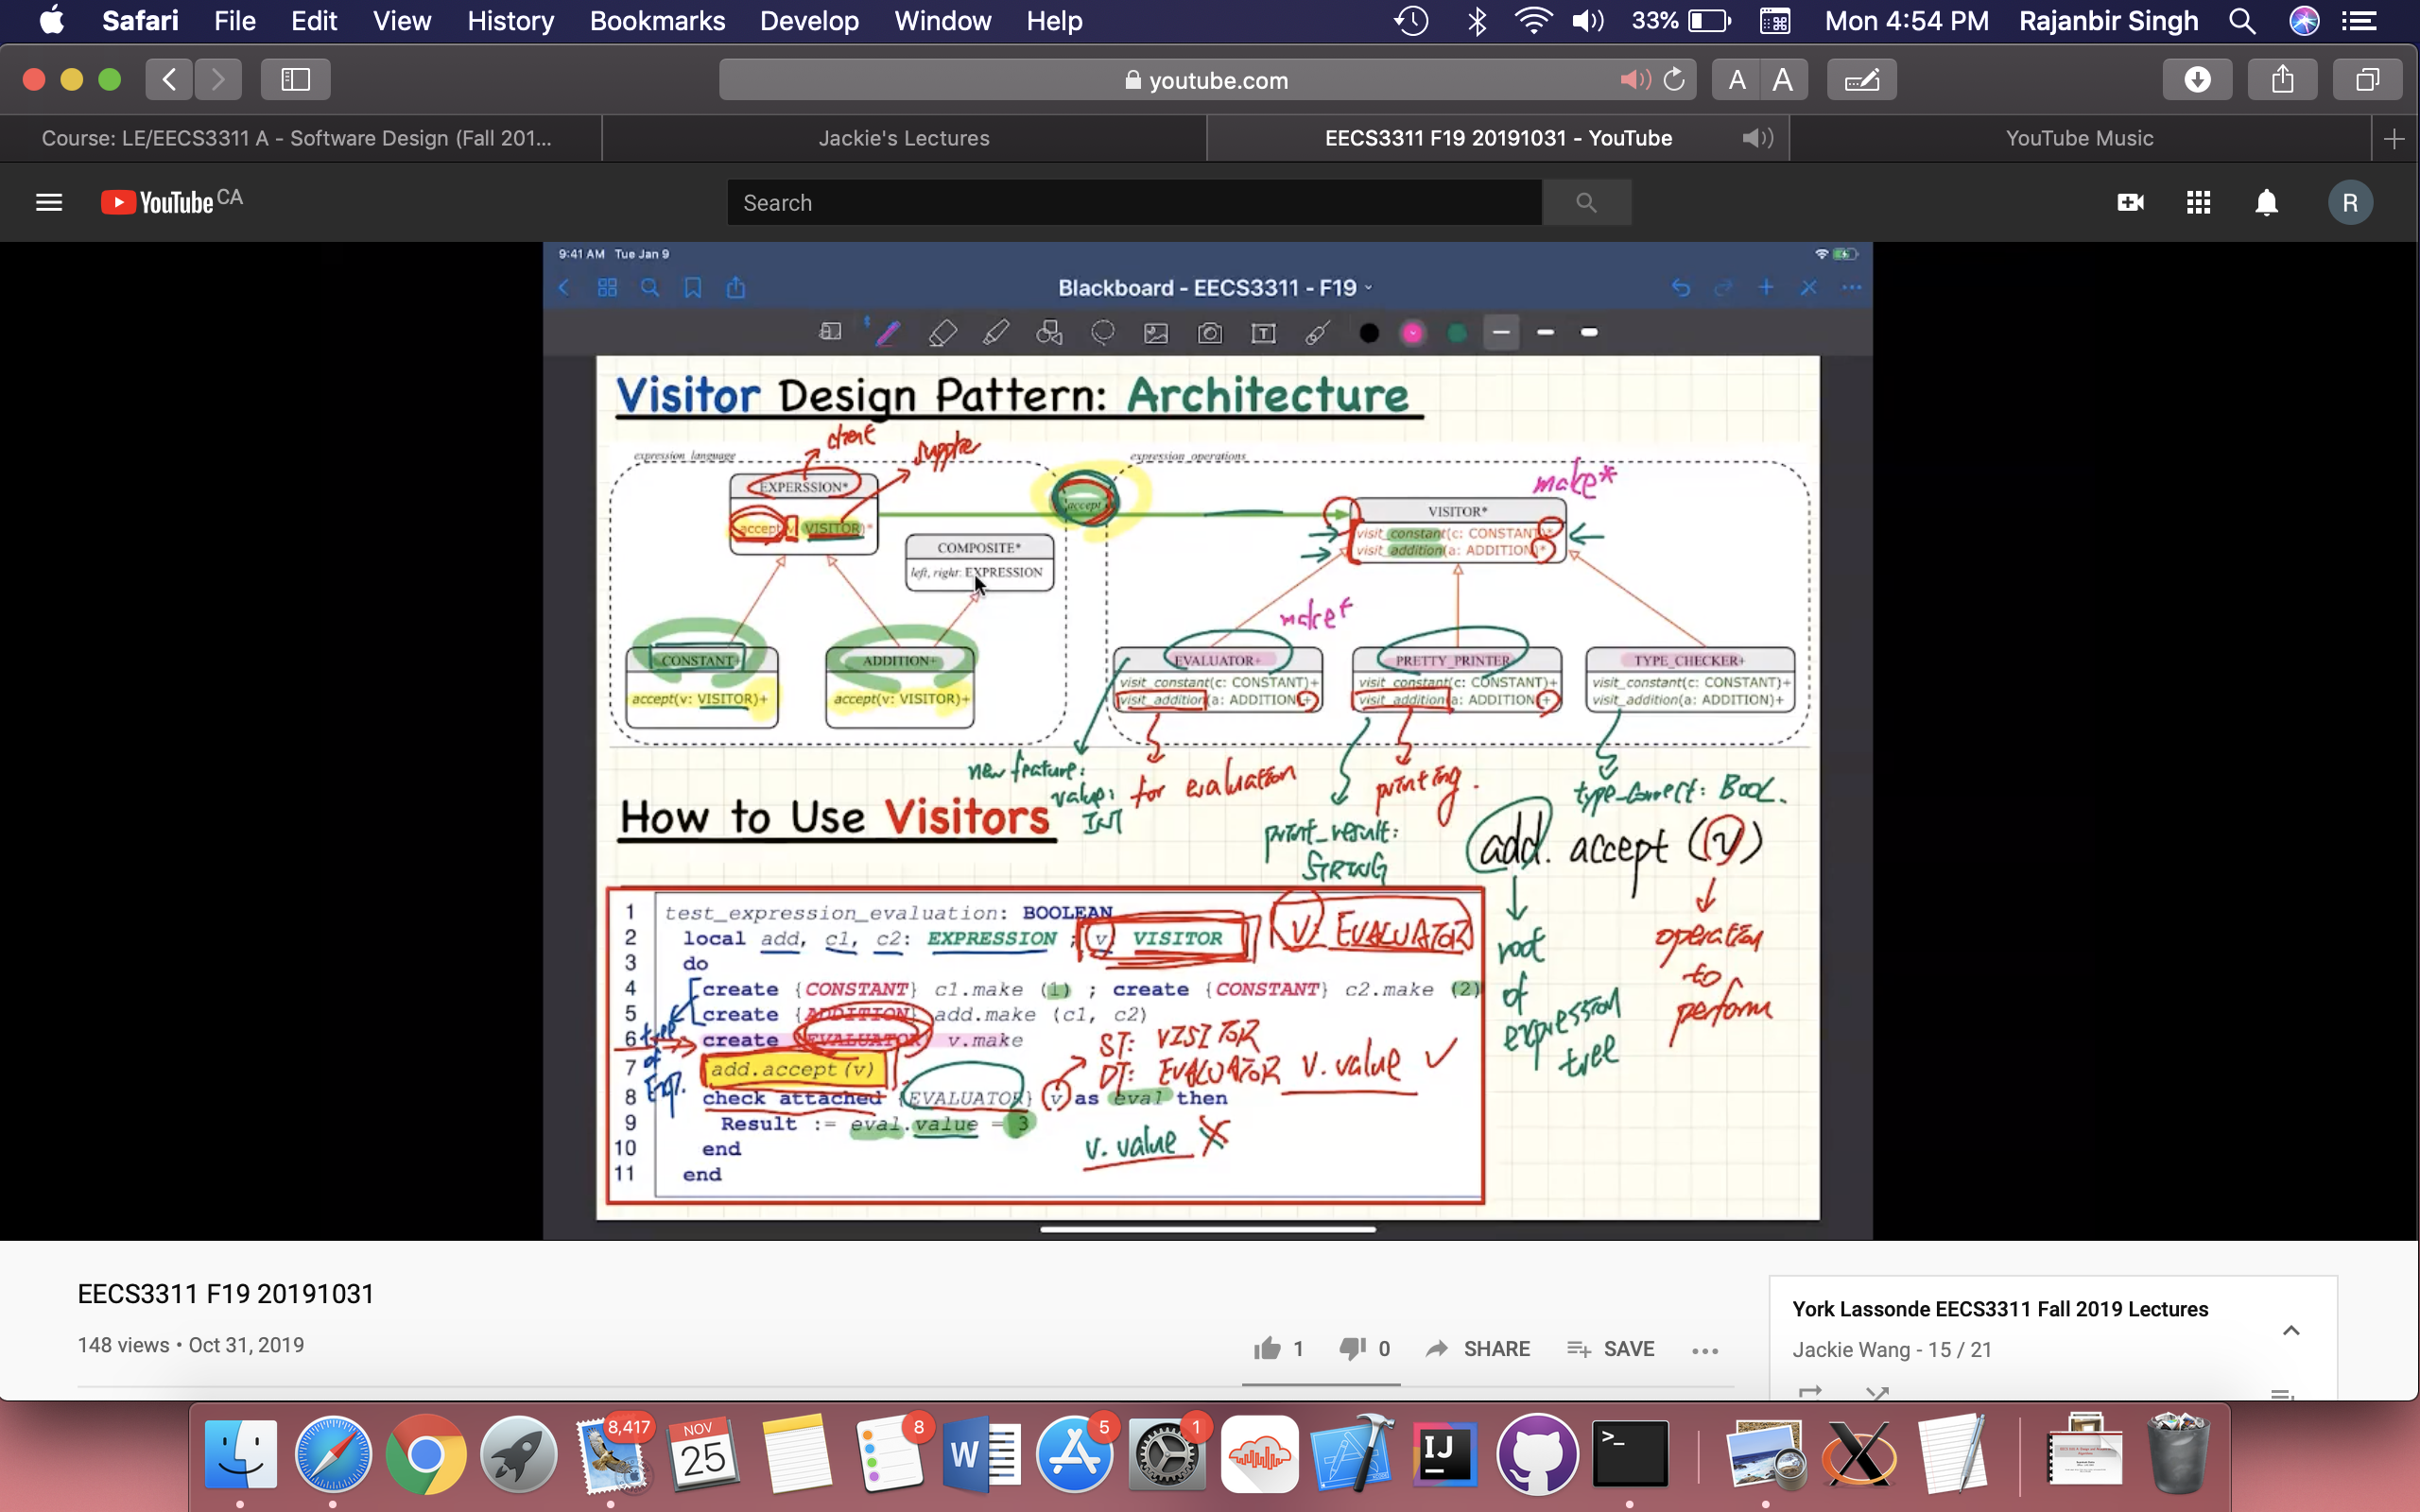 Safari File Edit View History Bookmarks Develop Window Help 33% Mon 4:54 PM Rajanbir Singh
youtube.com A A
Course: LE/EECS3311 A - Software Design (Fall 201... Jackie's Lectures EECS3311 F19 20191031 - YouTube YouTube Music
YouTube CA Search R
9:41 AM Tue Jan 9
Blackboard - EECS3311 - F19
Visitor Design Pattern: Architecture
client supplier
expression_language expression_operations
make*
EXPERSSION* accept VISITOR*
accept(v: VISITOR)* visit_constant(c: CONSTANT)*
COMPOSITE* visit_addition(a: ADDITION)*
left, right: EXPRESSION
make+
CONSTANT+ ADDITION+ EVALUATOR+ PRETTY_PRINTER+ TYPE_CHECKER+
visit_constant(c: CONSTANT)+ visit_constant(c: CONSTANT)+ visit_constant(c: CONSTANT)+
accept(v: VISITOR)+ accept(v: VISITOR)+ visit_addition(a: ADDITION)+ visit_addition(a: ADDITION)+ visit_addition(a: ADDITION)+
new feature: for evaluation printing. type_correct: BOOL.
value: INT
How to Use Visitors
print_result: STRING
add. accept (v)
1 test_expression_evaluation: BOOLEAN
2 local add, c1, c2: EXPRESSION ; v: VISITOR V: EVALUATOR
3 do
4 create {CONSTANT} c1.make (1) ; create {CONSTANT} c2.make (2)
5 create {ADDITION} add.make (c1, c2)
6 create {EVALUATOR} v.make
7 add.accept(v)
8 check attached {EVALUATOR} v as eval then
9 Result := eval.value = 3
10 end
11 end
tree of Exp.
ST: VISITOR
DT: EVALUATOR v.value ✓
v.value X
root
of
expression
tree
operation
to
perform
EECS3311 F19 20191031
148 views • Oct 31, 2019
1 0 SHARE SAVE
York Lassonde EECS3311 Fall 2019 Lectures
Jackie Wang - 15 / 21
8,417 NOV 25 8 W 5 1 IJ >_ X